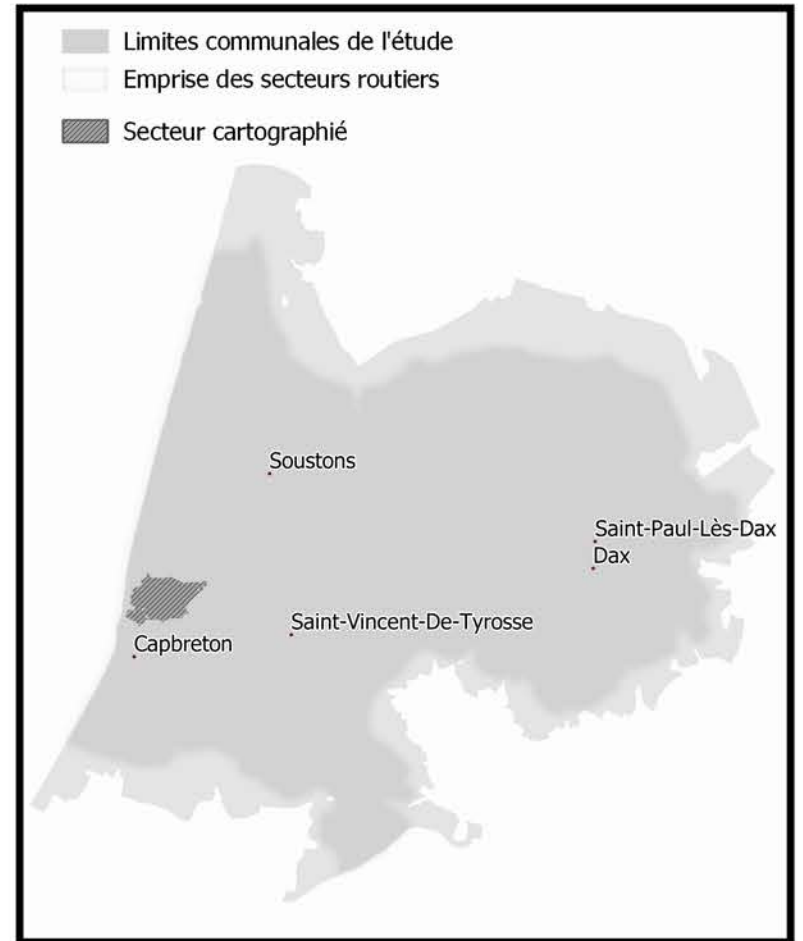 Limites communales de l'étude
Emprise des secteurs routiers
Secteur cartographié
Soustons
Saint-Paul-Lès-Dax
Dax
Saint-Vincent-De-Tyrosse
Capbreton